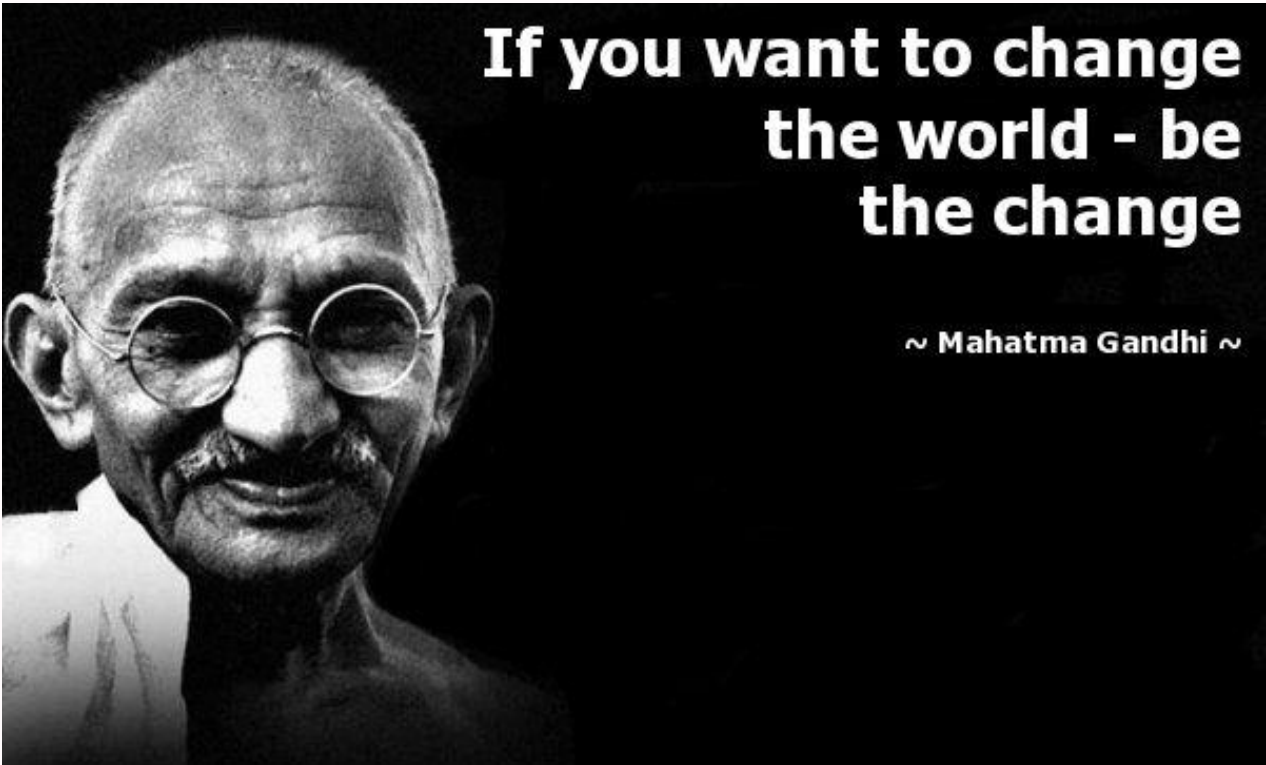 If you want to change
the world - be
the change
~ Mahatma Gandhi ~